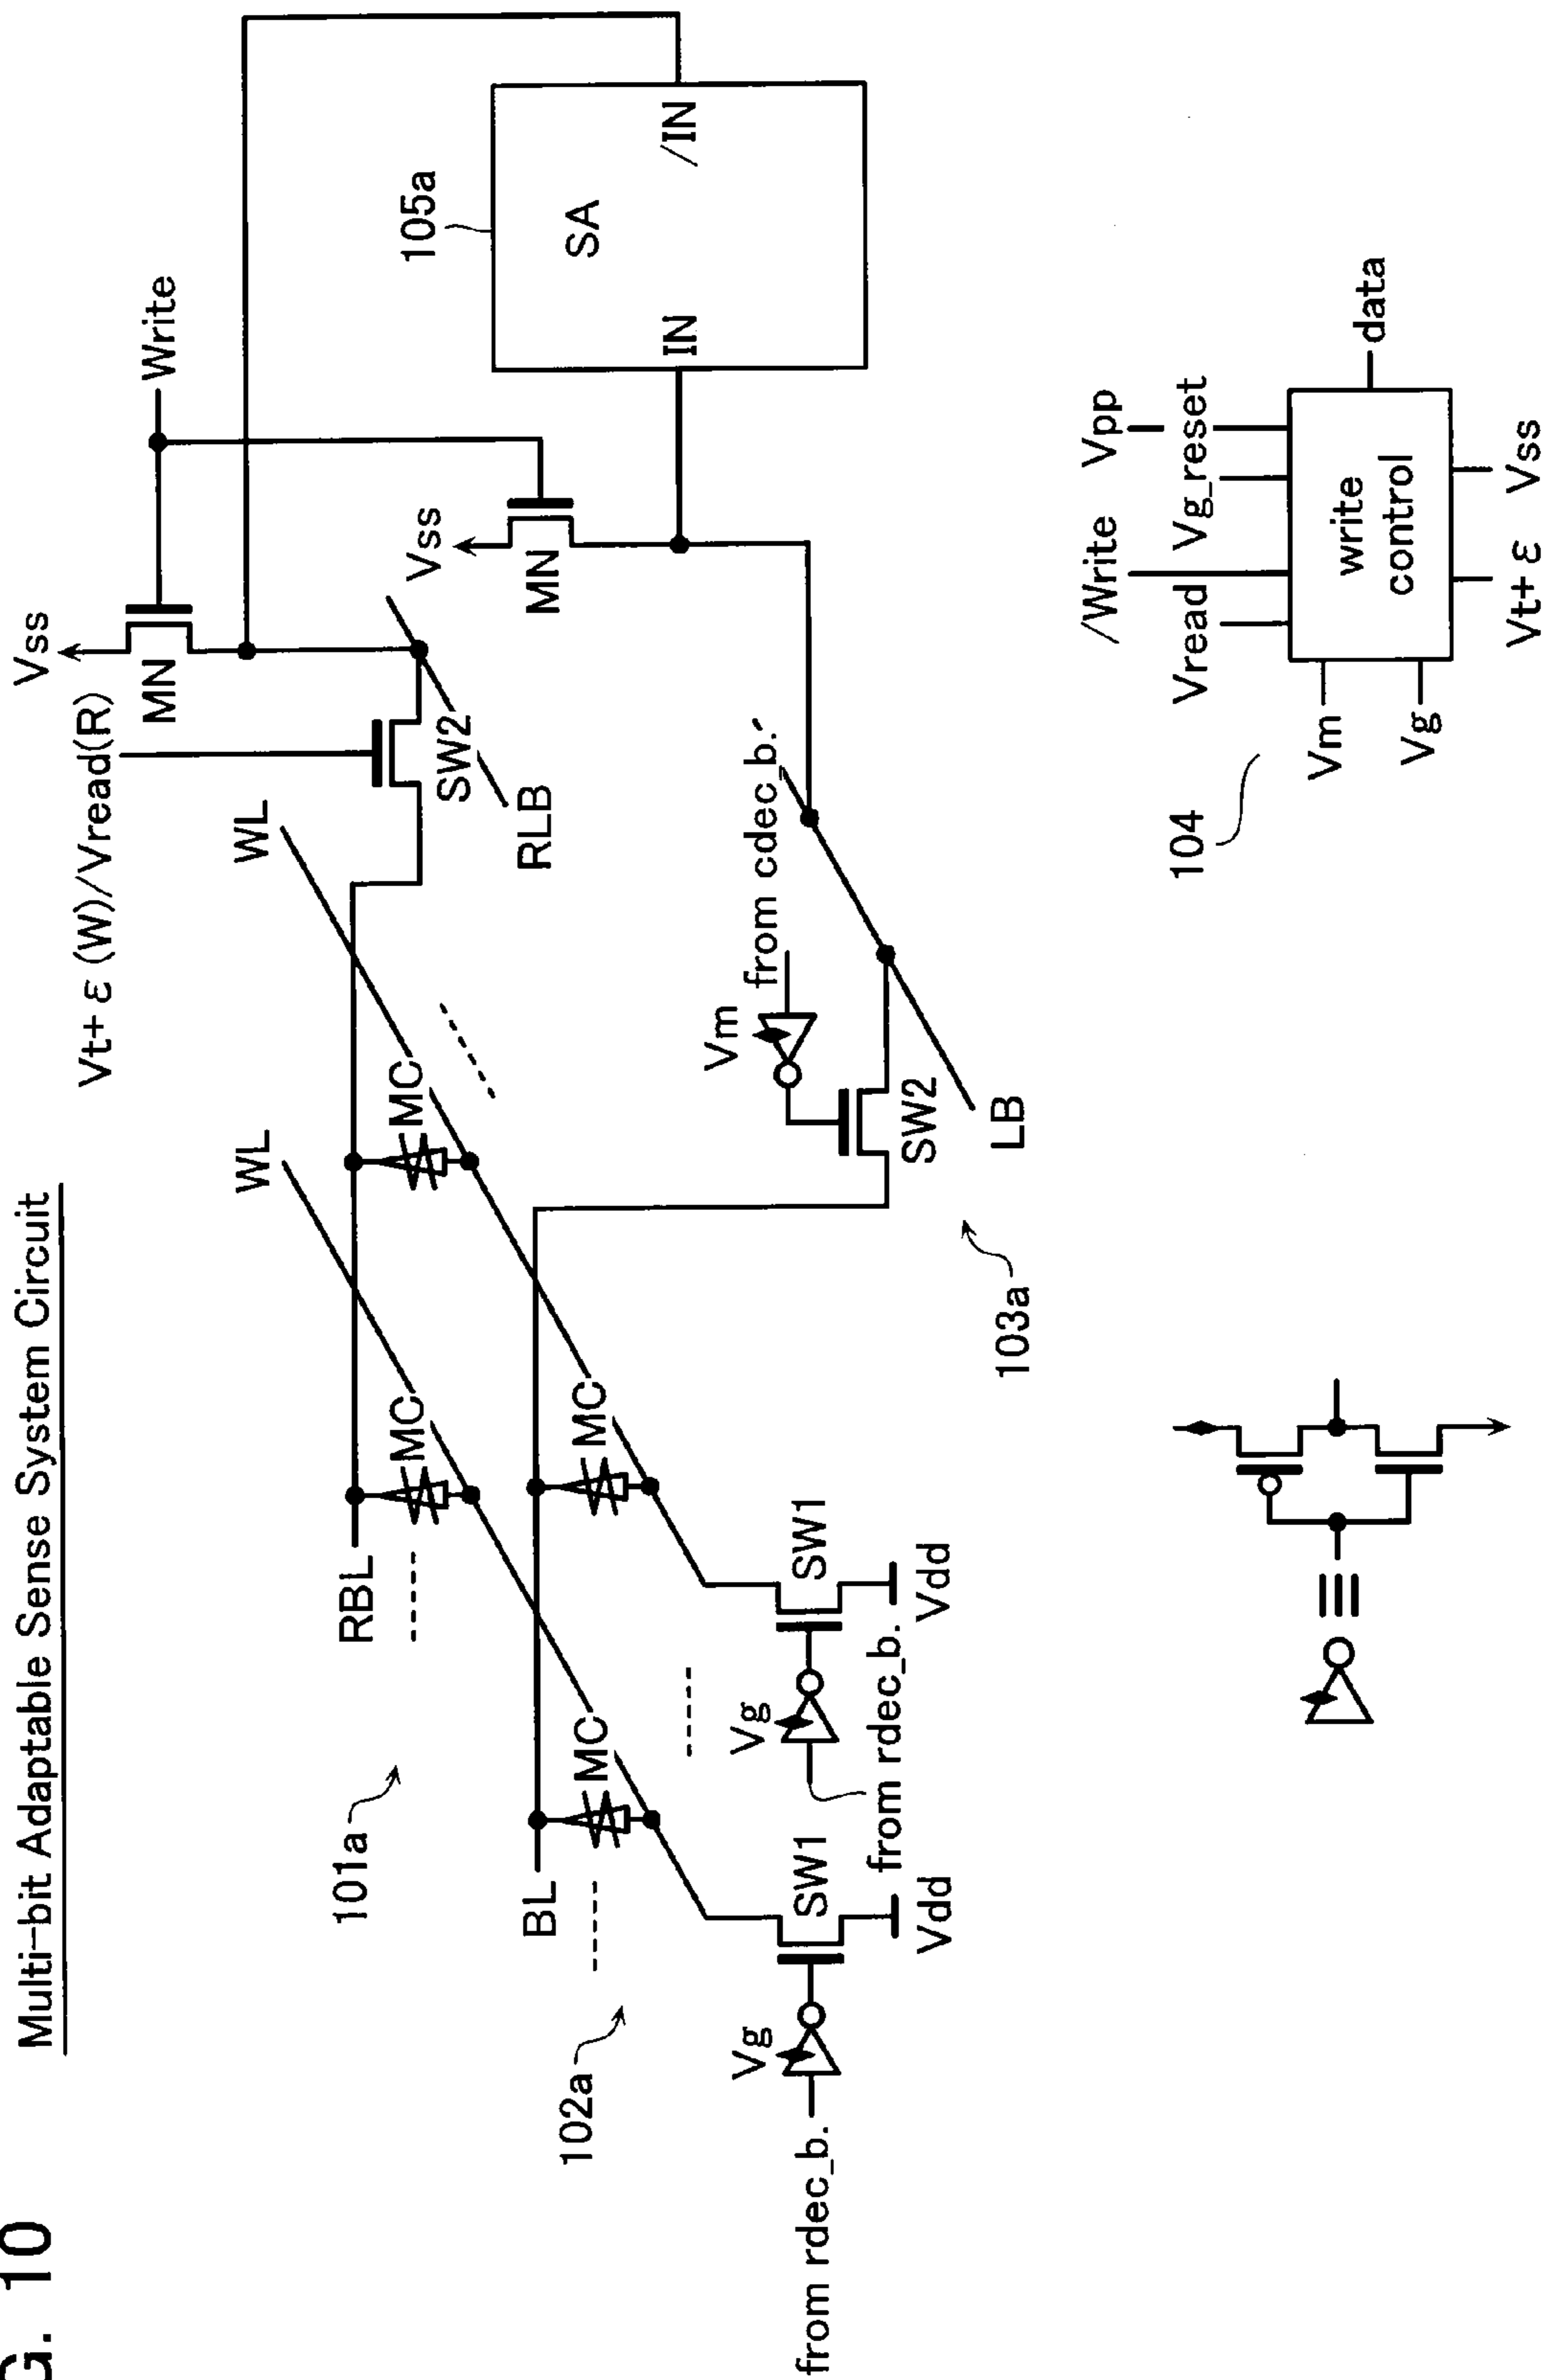 G. 10
Multi-bit Adaptable Sense System Circuit
Vt+ε (W)/Vread(R)
Vss
MN
Write
WL
WL
SW2
RLB
Vss
MN
105a
SA
IN
/IN
101a
RBL
MC
MC
102a
BL
MC
MC
Vm
from cdec b.
SW2
LB
103a
from rdec_b.
Vg
SW1
Vdd
Vg
from rdec_b.
SW1
Vdd
104
/Write
Vpp
Vread
Vg_reset
Vm
Vg
write
control
data
Vt+ε
Vss